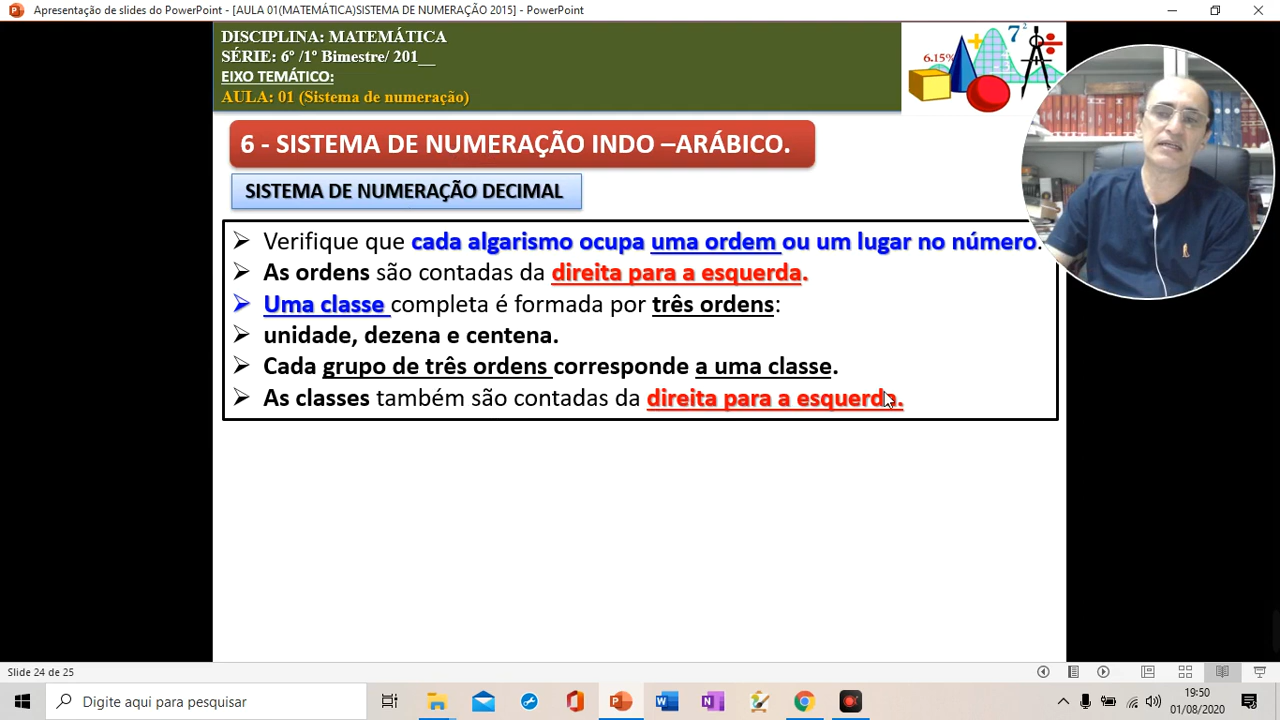 Apresentação de slides do PowerPoint - [AULA 01(MATEMÁTICA)SISTEMA DE NUMERAÇÃO 2015] - PowerPoint
DISCIPLINA: MATEMÁTICA
SÉRIE: 6º /1º Bimestre/ 201__
EIXO TEMÁTICO:
AULA: 01 (Sistema de numeração)
6.15%
7²
6 - SISTEMA DE NUMERAÇÃO INDO –ARÁBICO.
SISTEMA DE NUMERAÇÃO DECIMAL
Verifique que cada algarismo ocupa uma ordem ou um lugar no número.
As ordens são contadas da direita para a esquerda.
Uma classe completa é formada por três ordens:
unidade, dezena e centena.
Cada grupo de três ordens corresponde a uma classe.
As classes também são contadas da direita para a esquerda.
Slide 24 de 25
Digite aqui para pesquisar
19:50
01/08/2020